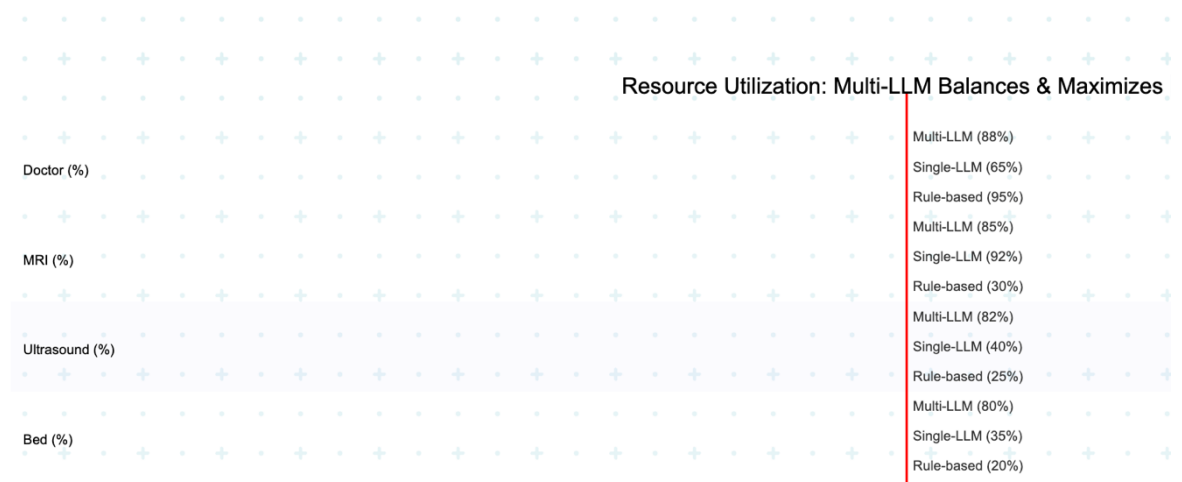 Resource Utilization: Multi-LLM Balances & Maximizes
Doctor (%)
Multi-LLM (88%)
Single-LLM (65%)
Rule-based (95%)
MRI (%)
Multi-LLM (85%)
Single-LLM (92%)
Rule-based (30%)
Ultrasound (%)
Multi-LLM (82%)
Single-LLM (40%)
Rule-based (25%)
Bed (%)
Multi-LLM (80%)
Single-LLM (35%)
Rule-based (20%)